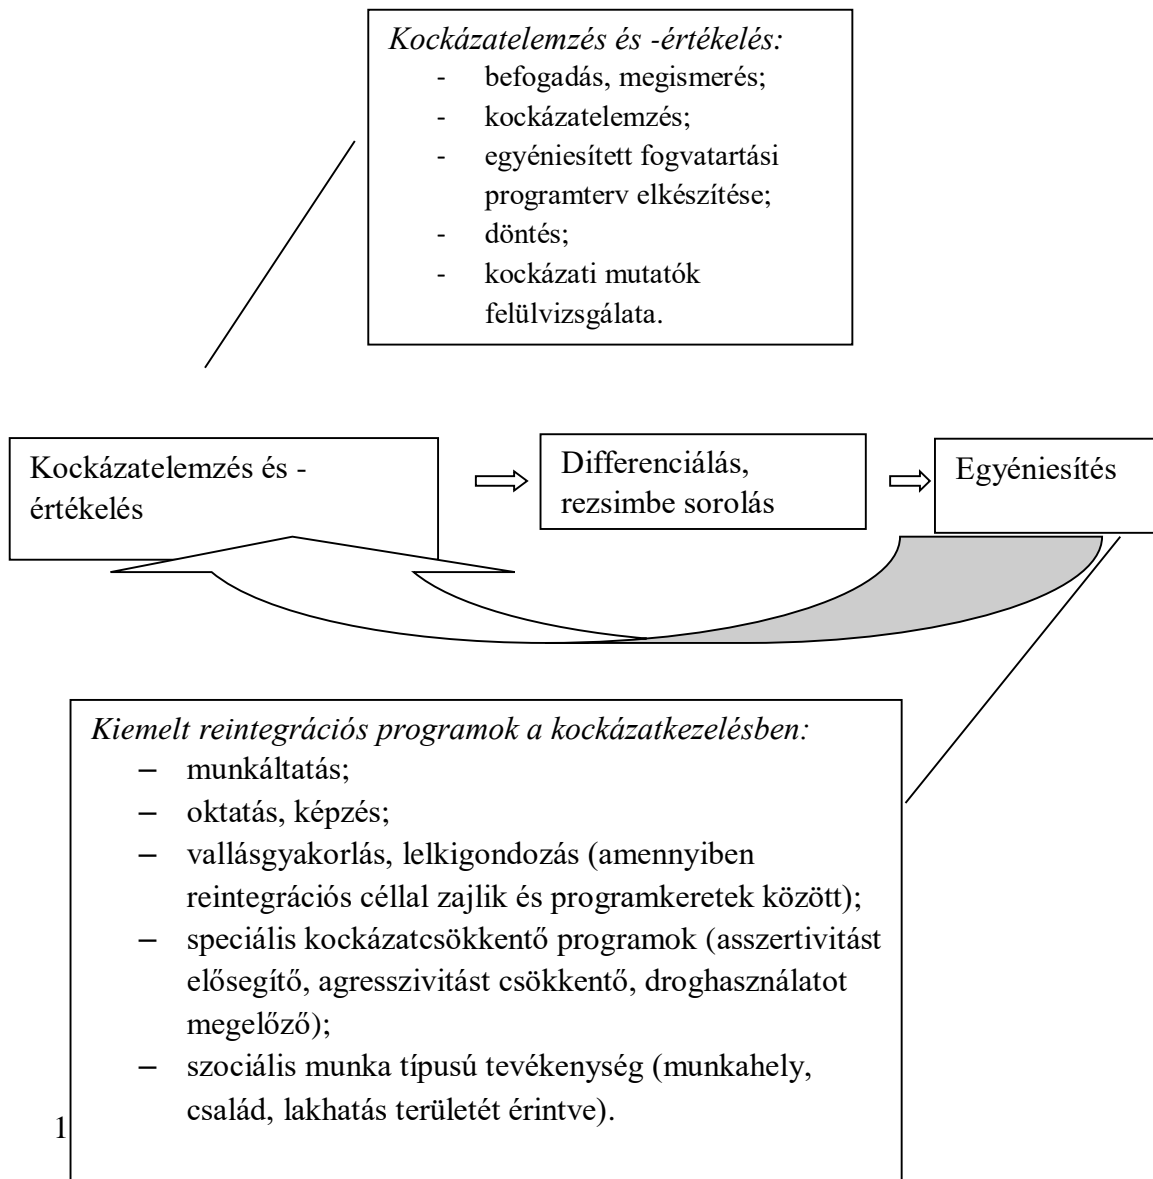 Kockázatelemzés és -értékelés:
- befogadás, megismerés;
- kockázatelemzés;
- egyéniesített fogvatartási
programterv elkészítése;
- döntés;
- kockázati mutatók
felülvizsgálata.
Kockázatelemzés és -
értékelés
Differenciálás,
rezsimbe sorolás
Egyéniesítés
Kiemelt reintegrációs programok a kockázatkezelésben:
– munkáltatás;
– oktatás, képzés;
– vallásgyakorlás, lelkigondozás (amennyiben
reintegrációs céllal zajlik és programkeretek között);
– speciális kockázatcsökkentő programok (asszertivitást
elősegítő, agresszivitást csökkentő, droghasználatot
megelőző);
– szociális munka típusú tevékenység (munkahely,
család, lakhatás területét érintve).
1